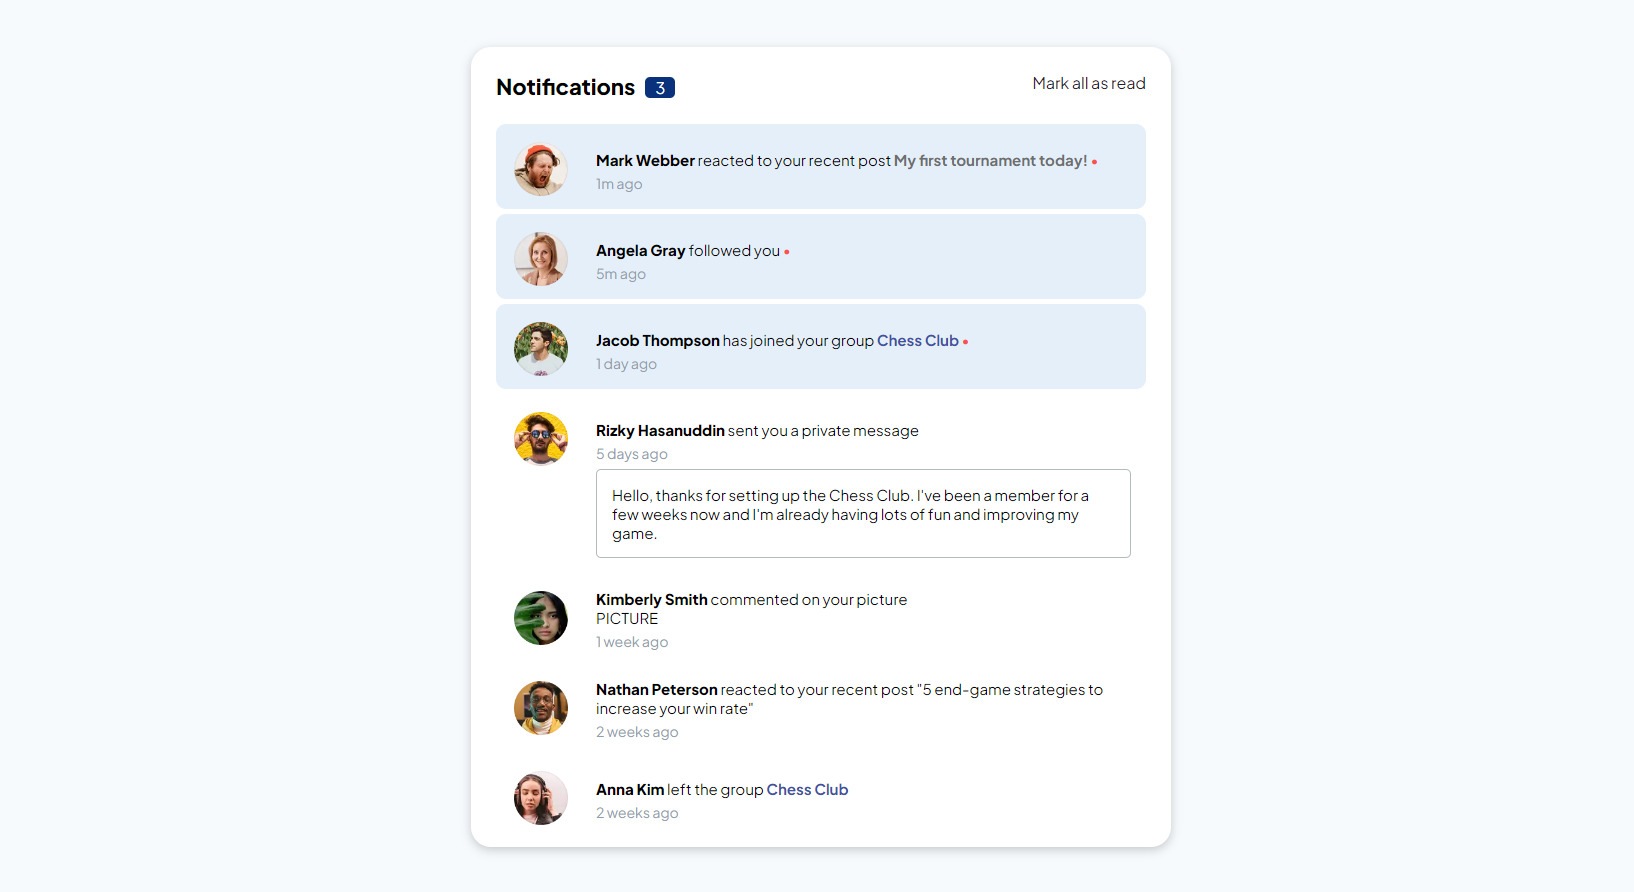 Notifications 3
Mark all as read
Mark Webber reacted to your recent post My first tournament today!
1m ago
Angela Gray followed you
5m ago
Jacob Thompson has joined your group Chess Club
1 day ago
Rizky Hasanuddin sent you a private message
5 days ago
Hello, thanks for setting up the Chess Club. I've been a member for a
few weeks now and I'm already having lots of fun and improving my
game.
Kimberly Smith commented on your picture
PICTURE
1 week ago
Nathan Peterson reacted to your recent post "5 end-game strategies to
increase your win rate"
2 weeks ago
Anna Kim left the group Chess Club
2 weeks ago